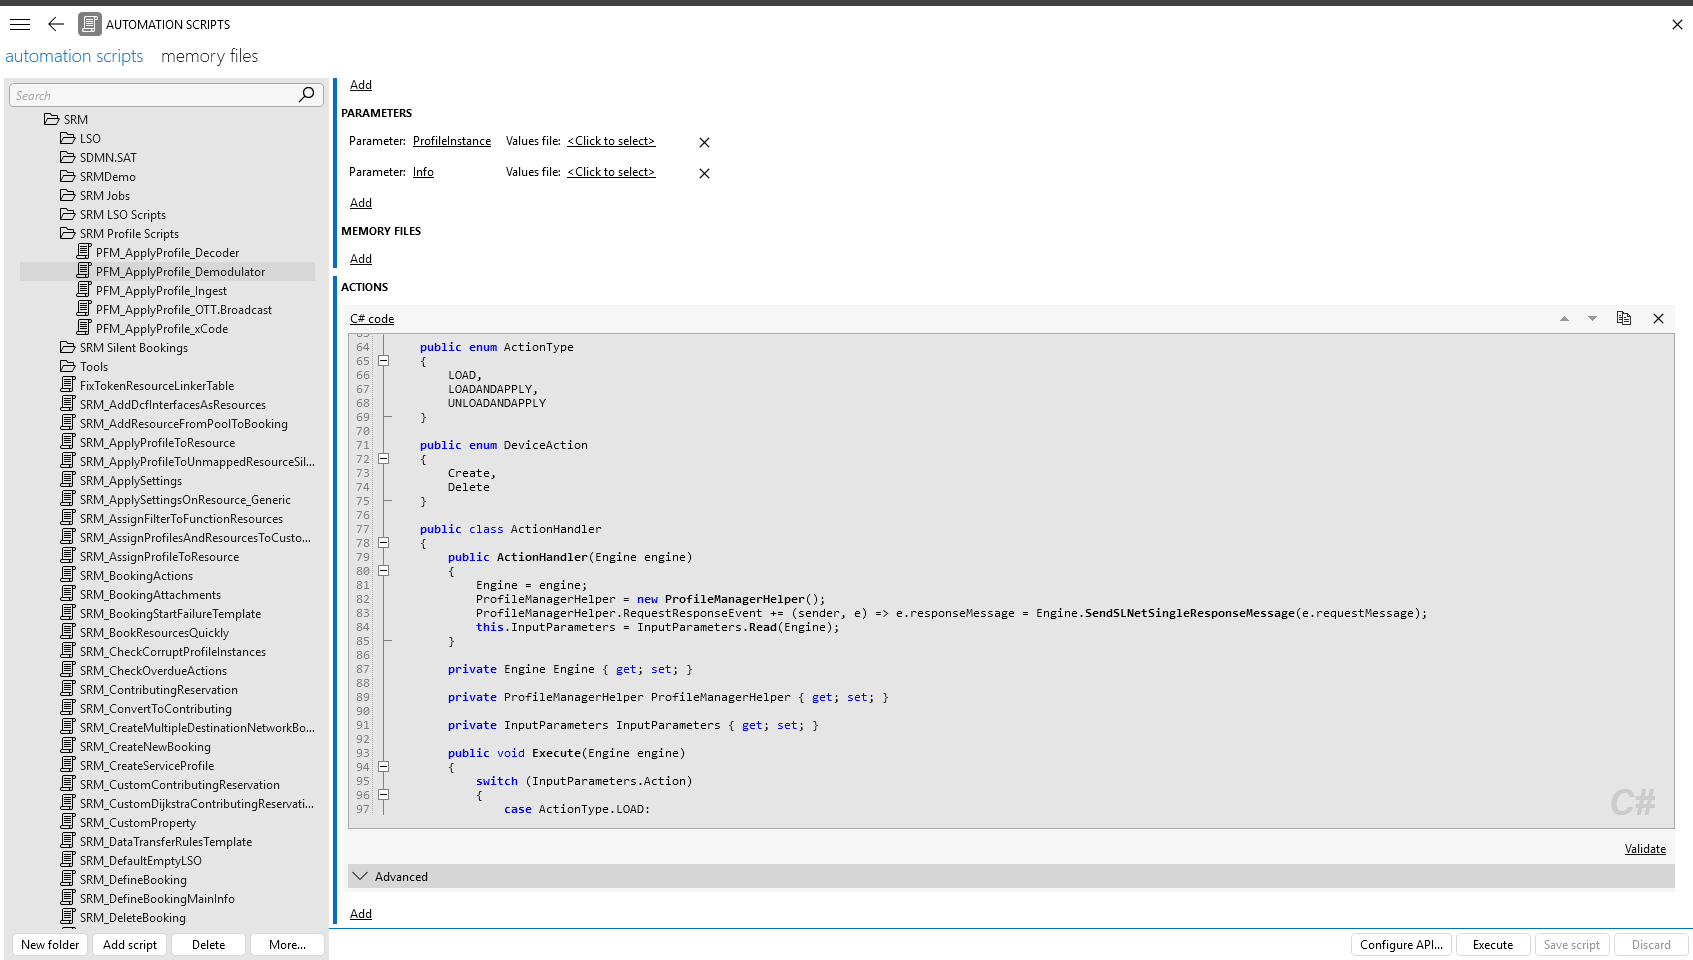 AUTOMATION SCRIPTS
automation scripts memory files
Search
SRM
LSO
SDMN.SAT
SRMDemo
SRM Jobs
SRM LSO Scripts
SRM Profile Scripts
PFM_ApplyProfile_Decoder
PFM_ApplyProfile_Demodulator
PFM_ApplyProfile_Ingest
PFM_ApplyProfile_OTT.Broadcast
PFM_ApplyProfile_xCode
SRM Silent Bookings
Tools
FixTokenResourceLinkerTable
SRM_AddDcfInterfacesAsResources
SRM_AddResourceFromPoolToBooking
SRM_ApplyProfileToResource
SRM_ApplyProfileToUnmappedResourceSil...
SRM_ApplySettings
SRM_ApplySettingsOnResource_Generic
SRM_AssignFilterToFunctionResources
SRM_AssignProfilesAndResourcesToCusto...
SRM_AssignProfileToResource
SRM_BookingActions
SRM_BookingAttachments
SRM_BookingStartFailureTemplate
SRM_BookResourcesQuickly
SRM_CheckCorruptProfileInstances
SRM_CheckOverdueActions
SRM_ContributingReservation
SRM_ConvertToContributing
SRM_CreateMultipleDestinationNetworkBo...
SRM_CreateNewBooking
SRM_CreateServiceProfile
SRM_CustomContributingReservation
SRM_CustomDijkstraContributingReservati...
SRM_CustomProperty
SRM_DataTransferRulesTemplate
SRM_DefaultEmptyLSO
SRM_DefineBooking
SRM_DefineBookingMainInfo
SRM_DeleteBooking
New folder Add script Delete More...
Add
PARAMETERS
Parameter: ProfileInstance Values file: <Click to select>
Parameter: Info Values file: <Click to select>
Add
MEMORY FILES
Add
ACTIONS
C# code
64 public enum ActionType
65 {
66 LOAD,
67 LOADANDAPPLY,
68 UNLOADANDAPPLY
69 }
70
71 public enum DeviceAction
72 {
73 Create,
74 Delete
75 }
76
77 public class ActionHandler
78 {
79 public ActionHandler(Engine engine)
80 {
81 Engine = engine;
82 ProfileManagerHelper = new ProfileManagerHelper();
83 ProfileManagerHelper.RequestResponseEvent += (sender, e) => e.responseMessage = Engine.SendSLNetSingleResponseMessage(e.requestMessage);
84 this.InputParameters = InputParameters.Read(Engine);
85 }
86
87 private Engine Engine { get; set; }
88
89 private ProfileManagerHelper ProfileManagerHelper { get; set; }
90
91 private InputParameters InputParameters { get; set; }
92
93 public void Execute(Engine engine)
94 {
95 switch (InputParameters.Action)
96 {
97 case ActionType.LOAD:
C#
Validate
Advanced
Add
Configure API... Execute Save script Discard